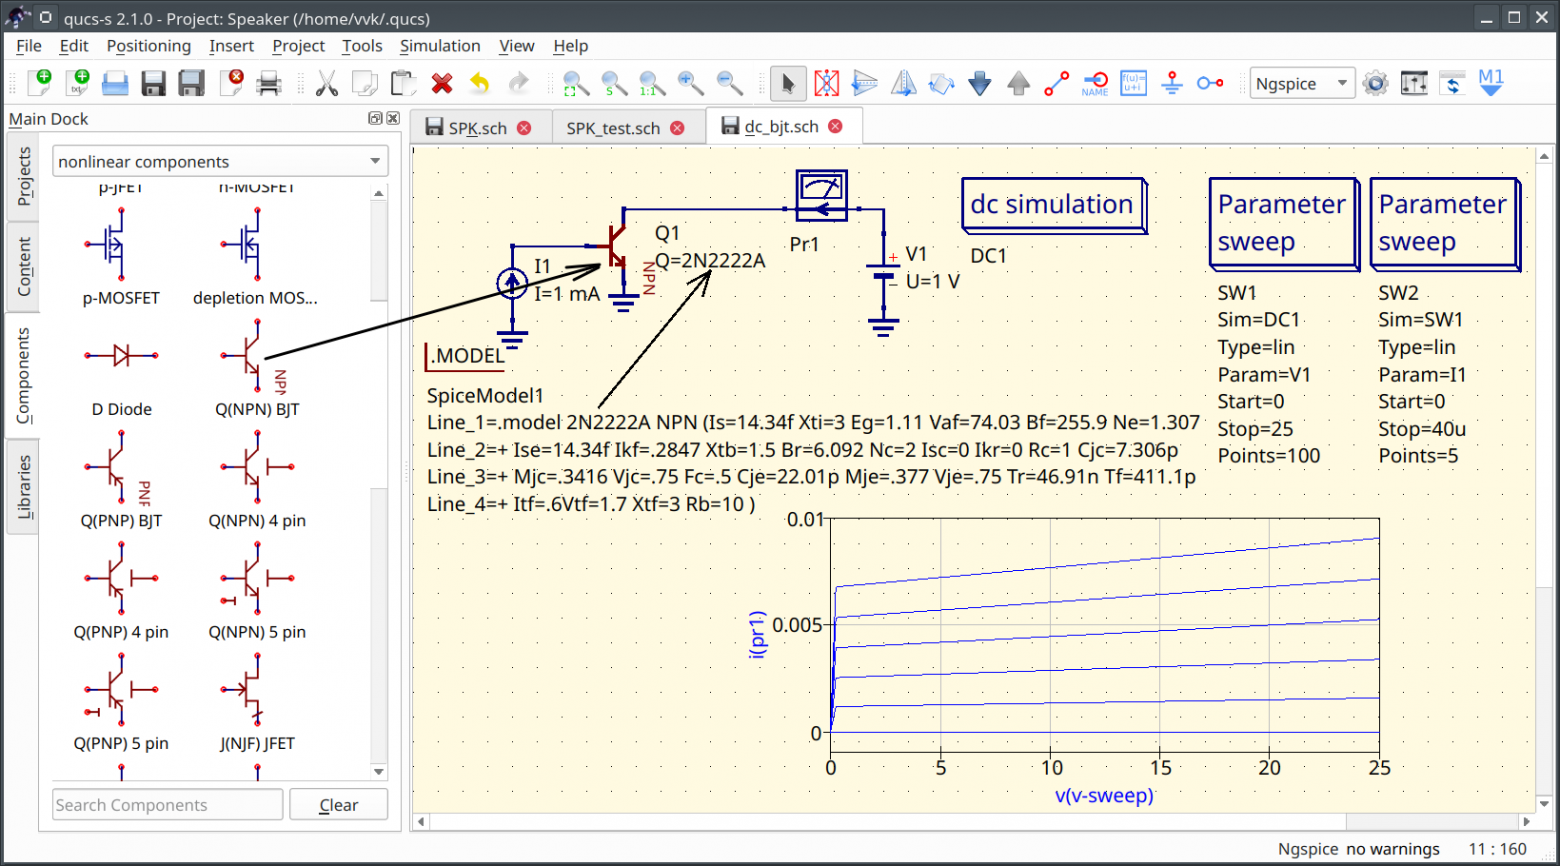 qucs-s 2.1.0 - Project: Speaker (/home/vvk/.qucs)
File Edit Positioning Insert Project Tools Simulation View Help
txt
S
1:1
NAME
f(u)=
u+i
Ngspice
M1
Main Dock
Projects
Content
Components
Libraries
nonlinear components
p-JFET
n-MOSFET
p-MOSFET
depletion MOS...
D Diode
NPN
Q(NPN) BJT
PNP
Q(PNP) BJT
Q(NPN) 4 pin
Q(PNP) 4 pin
Q(NPN) 5 pin
Q(PNP) 5 pin
J(NJF) JFET
Search Components
Clear
SPK.sch
SPK_test.sch
dc_bjt.sch
I1
I=1 mA
Q1
Q=2N2222A
NPN
Pr1
V1
U=1 V
dc simulation
DC1
Parameter
sweep
SW1
Sim=DC1
Type=lin
Param=V1
Start=0
Stop=25
Points=100
Parameter
sweep
SW2
Sim=SW1
Type=lin
Param=I1
Start=0
Stop=40u
Points=5
.MODEL
SpiceModel1
Line_1=.model 2N2222A NPN (Is=14.34f Xti=3 Eg=1.11 Vaf=74.03 Bf=255.9 Ne=1.307
Line_2=+ Ise=14.34f Ikf=.2847 Xtb=1.5 Br=6.092 Nc=2 Isc=0 Ikr=0 Rc=1 Cjc=7.306p
Line_3=+ Mjc=.3416 Vjc=.75 Fc=.5 Cje=22.01p Mje=.377 Vje=.75 Tr=46.91n Tf=411.1p
Line_4=+ Itf=.6Vtf=1.7 Xtf=3 Rb=10 )
0.01
0.005
0
i(pr1)
0 5 10 15 20 25
v(v-sweep)
Ngspice no warnings 11 : 160